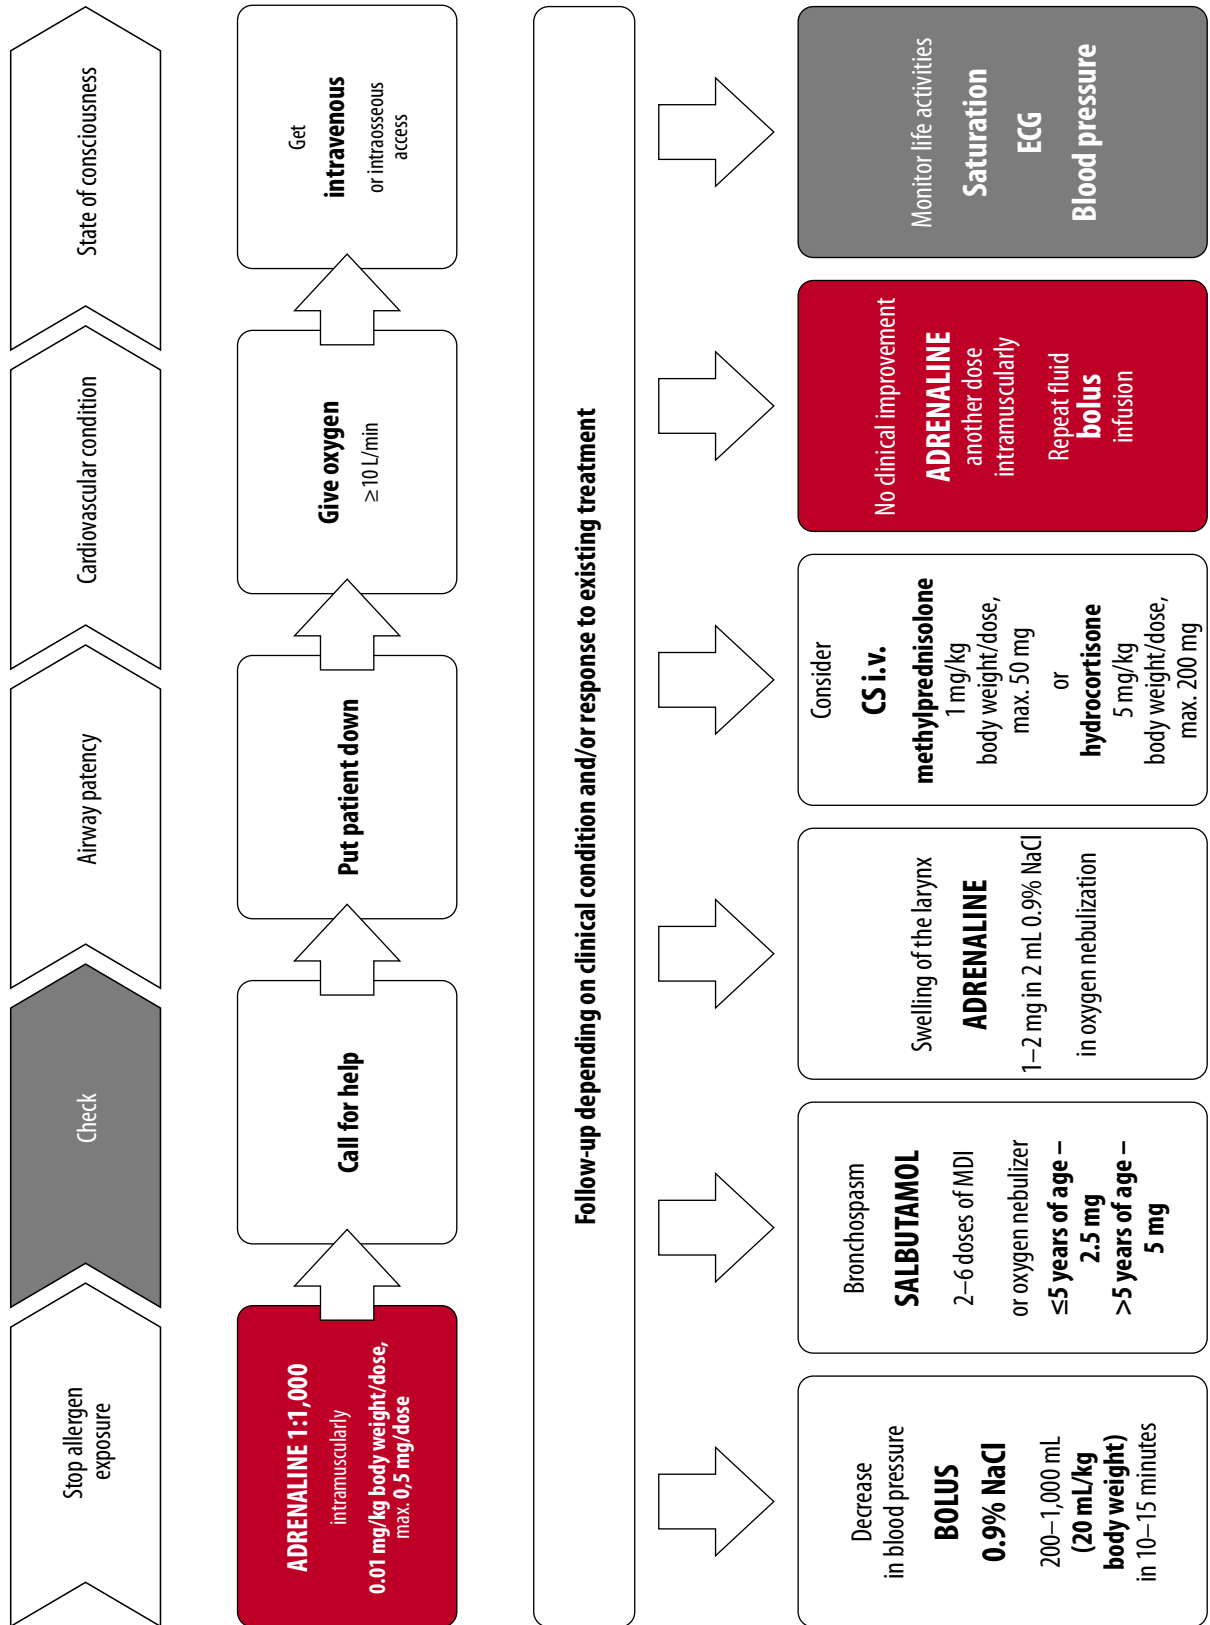 Stop allergen
exposure
Check
Airway patency
Cardiovascular condition
State of consciousness
ADRENALINE 1:1,000
intramuscularly
0.01 mg/kg body weight/dose,
max. 0,5 mg/dose
Call for help
Put patient down
Give oxygen
≥10 L/min
Get
intravenous
or intraosseous
access
Follow-up depending on clinical condition and/or response to existing treatment
Decrease
in blood pressure
BOLUS
0.9% NaCl
200–1,000 mL
(20 mL/kg
body weight)
in 10–15 minutes
Bronchospasm
SALBUTAMOL
2–6 doses of MDI
or oxygen nebulizer
≤5 years of age –
2.5 mg
>5 years of age –
5 mg
Swelling of the larynx
ADRENALINE
1–2 mg in 2 mL 0.9% NaCl
in oxygen nebulization
Consider
CS i.v.
methylprednisolone
1 mg/kg
body weight/dose,
max. 50 mg
or
hydrocortisone
5 mg/kg
body weight/dose,
max. 200 mg
No clinical improvement
ADRENALINE
another dose
intramuscularly
Repeat fluid
bolus
infusion
Monitor life activities
Saturation
ECG
Blood pressure